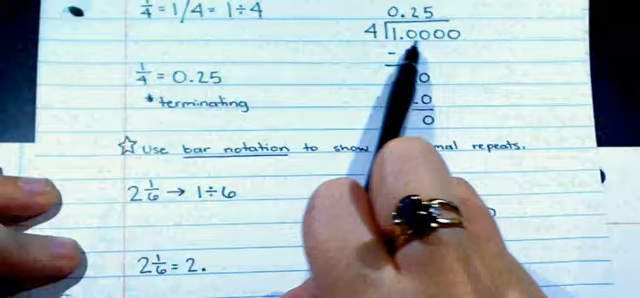 1/4 = 1/4 = 1÷4
0.25
4 1.0000
-
0
1/4 = 0.25
* terminating
.0
0
☆ Use bar notation to show mal repeats.
2 1/6 → 1÷6
2 1/6 = 2.